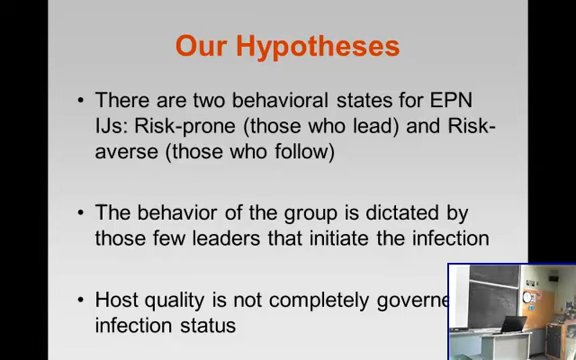 Our Hypotheses
• There are two behavioral states for EPN
IJs: Risk-prone (those who lead) and Risk-
averse (those who follow)
• The behavior of the group is dictated by
those few leaders that initiate the infection
• Host quality is not completely governe
infection status